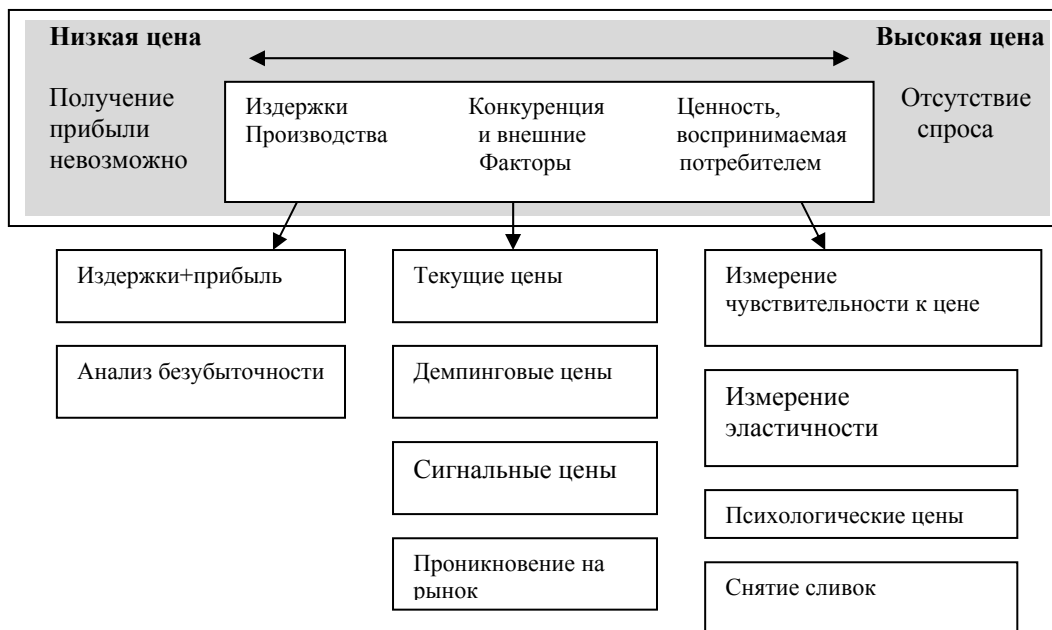 Низкая цена
Высокая цена
Получение
прибыли
невозможно
Издержки
Производства
Конкуренция
и внешние
Факторы
Ценность,
воспринимаемая
потребителем
Отсутствие
спроса
Издержки+прибыль
Анализ безубыточности
Текущие цены
Демпинговые цены
Сигнальные цены
Проникновение на
рынок
Измерение
чувствительности к цене
Измерение
эластичности
Психологические цены
Снятие сливок